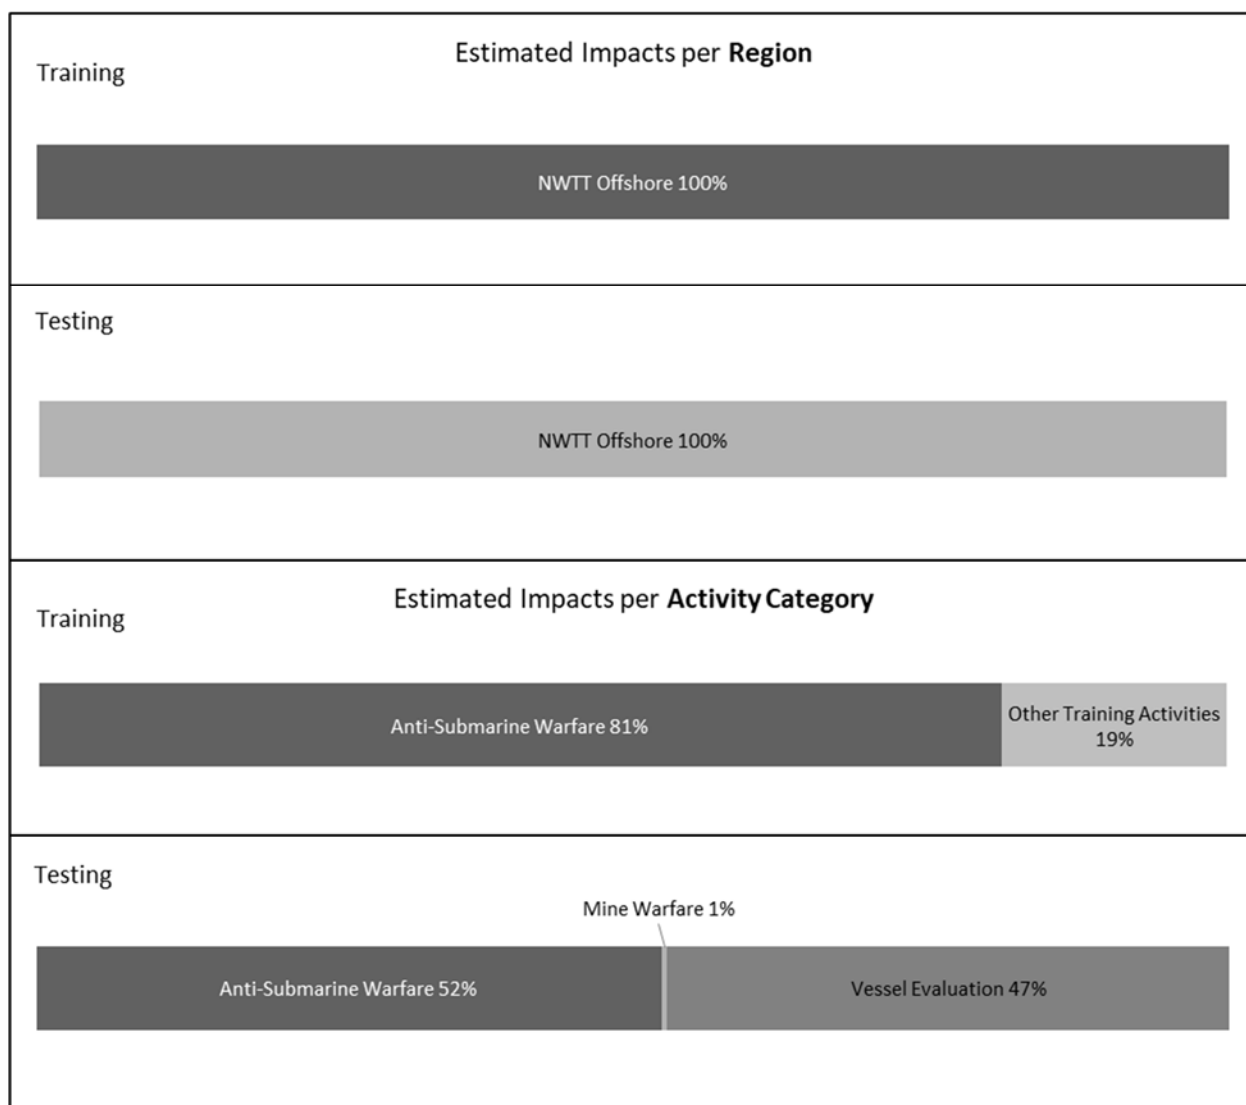 Estimated Impacts per Region
Training
NWTT Offshore 100%
Testing
NWTT Offshore 100%
Estimated Impacts per Activity Category
Training
Anti-Submarine Warfare 81%
Other Training Activities
19%
Testing
Mine Warfare 1%
Anti-Submarine Warfare 52%
Vessel Evaluation 47%